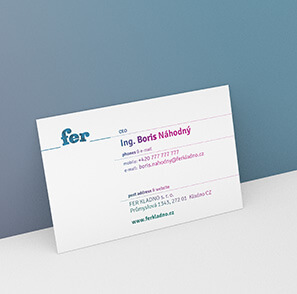 fer
CEO
Ing. Boris Náhodný
phones & e-mail
mobile: +420 777 777 777
e-mail: boris.nahodny@ferkladno.cz
post address & website
FER KLADNO s. r. o.
Průmyslová 1343, 272 01 Kladno CZ
www.ferkladno.cz